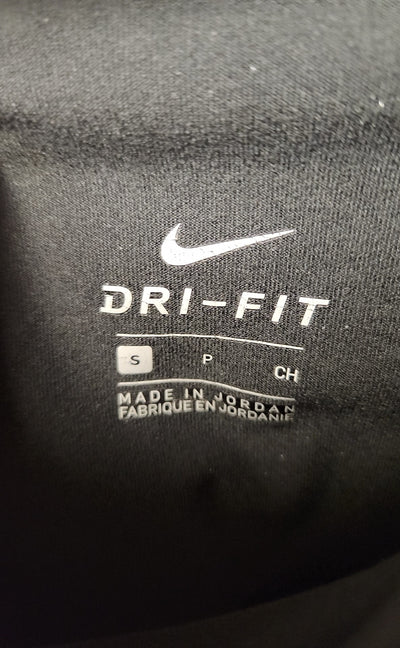 DRI-FIT
S P CH
MADE IN JORDAN
FABRIQUE EN JORDANIE